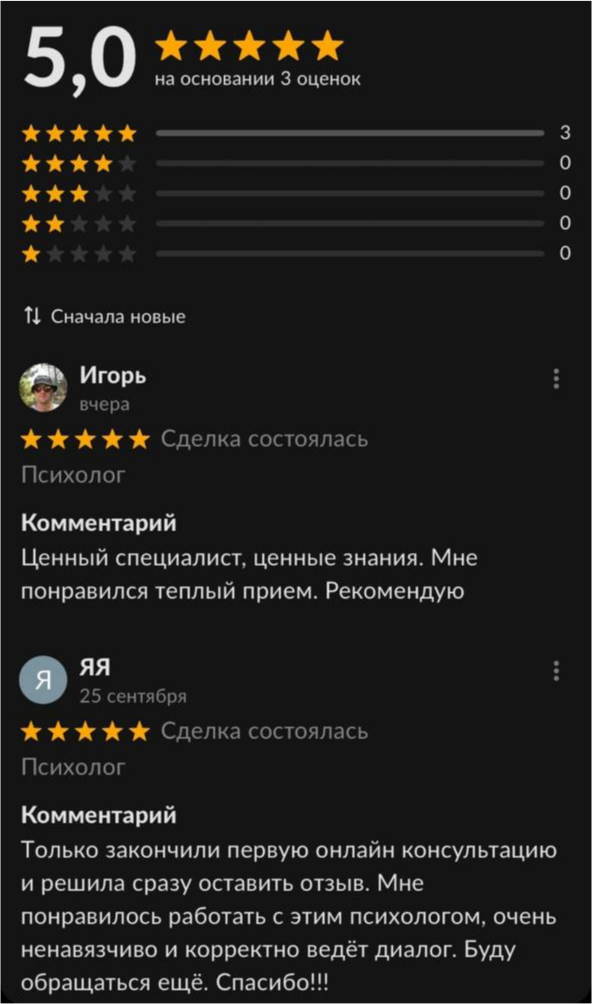 5,0
на основании 3 оценок
3
0
0
0
0
Сначала новые
Игорь
вчера
Сделка состоялась
Психолог
Комментарий
Ценный специалист, ценные знания. Мне
понравился теплый прием. Рекомендую
Я
ЯЯ
25 сентября
Сделка состоялась
Психолог
Комментарий
Только закончили первую онлайн консультацию
и решила сразу оставить отзыв. Мне
понравилось работать с этим психологом, очень
ненавязчиво и корректно ведёт диалог. Буду
обращаться ещё. Спасибо!!!